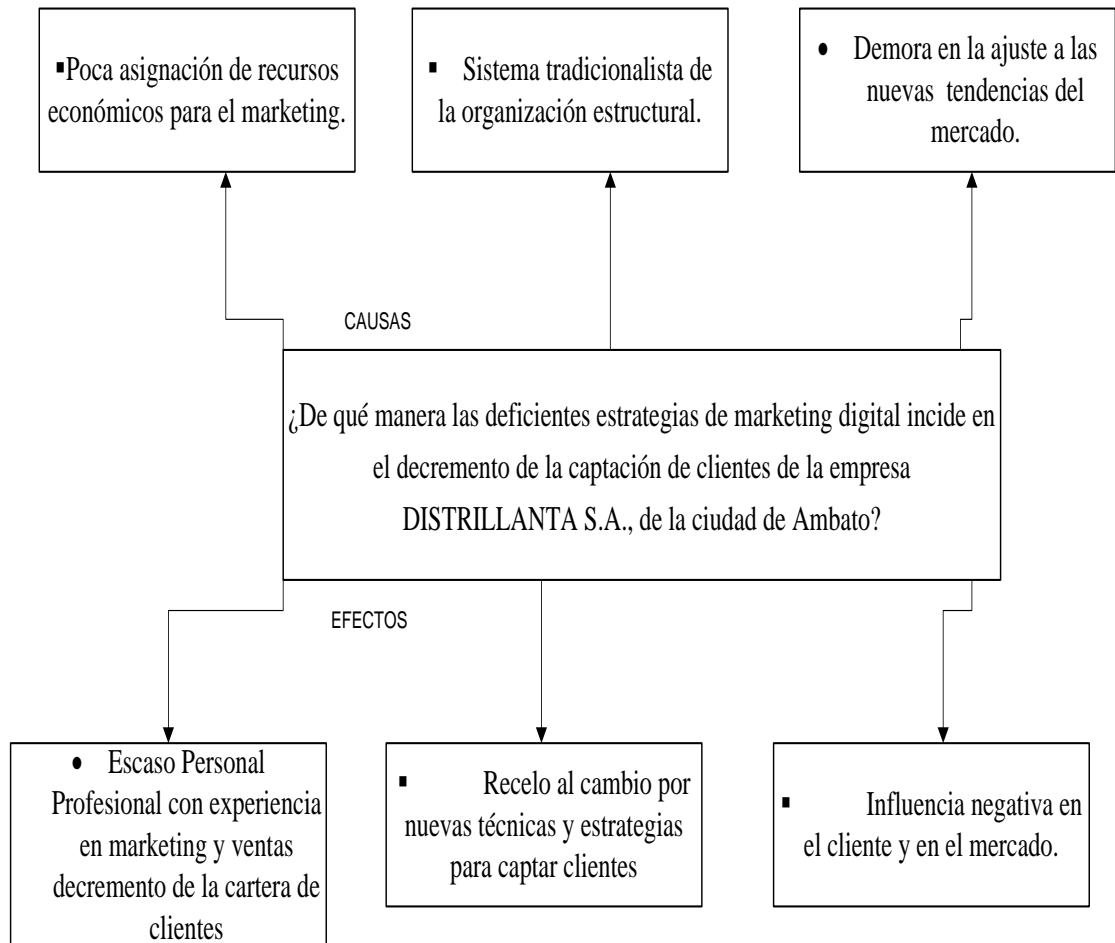 ▪Poca asignación de recursos
económicos para el marketing.
▪ Sistema tradicionalista de
la organización estructural.
• Demora en la ajuste a las
nuevas tendencias del
mercado.
CAUSAS
¿De qué manera las deficientes estrategias de marketing digital incide en
el decremento de la captación de clientes de la empresa
DISTRILLANTA S.A., de la ciudad de Ambato?
EFECTOS
• Escaso Personal
Profesional con experiencia
en marketing y ventas
decremento de la cartera de
clientes
▪ Recelo al cambio por
nuevas técnicas y estrategias
para captar clientes
▪ Influencia negativa en
el cliente y en el mercado.